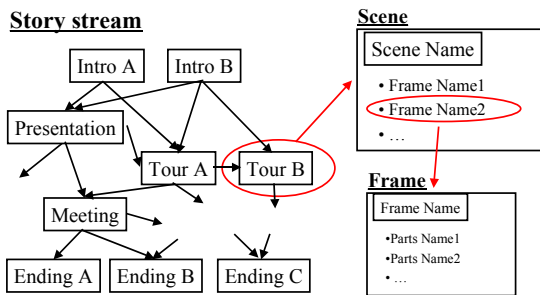 Story stream
Intro A
Intro B
Presentation
Tour A
Tour B
Meeting
Ending A
Ending B
Ending C
Scene
Scene Name
• Frame Name1
• Frame Name2
• …
Frame
Frame Name
•Parts Name1
•Parts Name2
•…